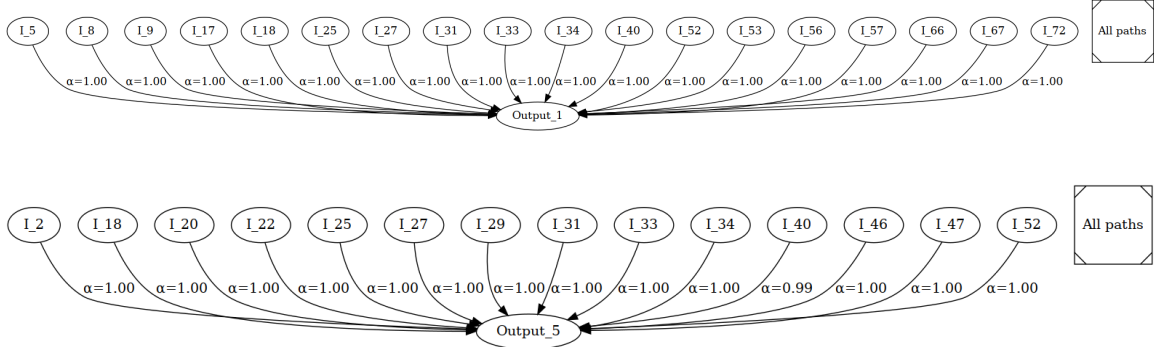 I_5 I_8 I_9 I_17 I_18 I_25 I_27 I_31 I_33 I_34 I_40 I_52 I_53 I_56 I_57 I_66 I_67 I_72 All paths
α=1.00 α=1.00 α=1.00 α=1.00 α=1.00 α=1.00 α=1.00 α=1.00 α=1.00 α=1.00 α=1.00 α=1.00 α=1.00 α=1.00 α=1.00 α=1.00 α=1.00 α=1.00
Output_1
I_2 I_18 I_20 I_22 I_25 I_27 I_29 I_31 I_33 I_34 I_40 I_46 I_47 I_52 All paths
α=1.00 α=1.00 α=1.00 α=1.00 α=1.00 α=1.00 α=1.00 α=1.00 α=1.00 α=1.00 α=0.99 α=1.00 α=1.00 α=1.00
Output_5